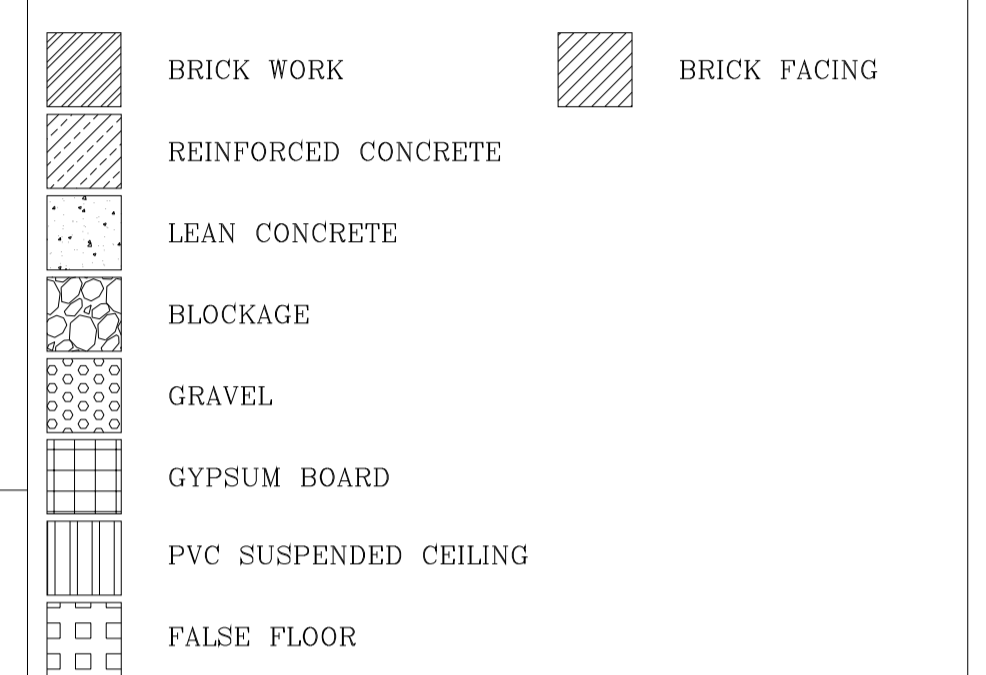 BRICK WORK
BRICK FACING
REINFORCED CONCRETE
LEAN CONCRETE
BLOCKAGE
GRAVEL
GYPSUM BOARD
PVC SUSPENDED CEILING
FALSE FLOOR